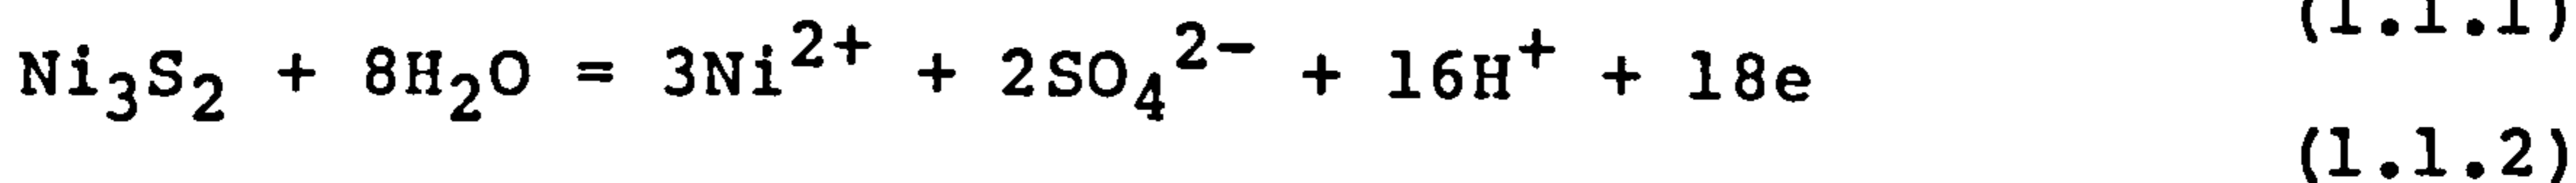 (1.1.1)
Ni₃S₂ + 8H₂O = 3Ni²⁺ + 2SO₄²⁻ + 16H⁺ + 18e
(1.1.2)